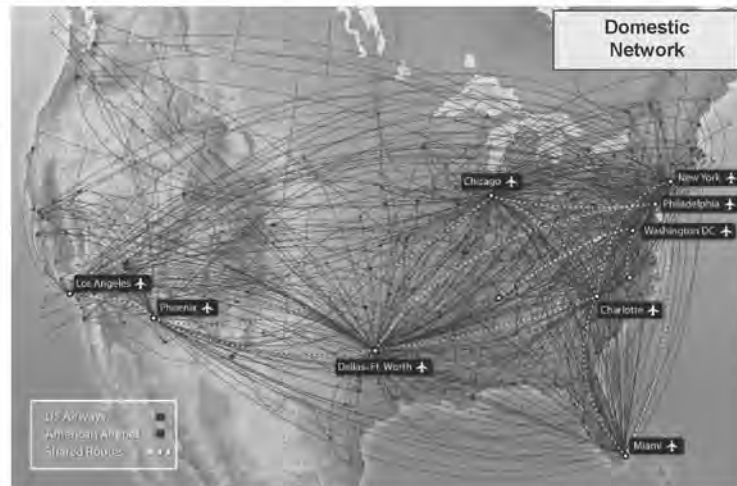 Domestic
Network
Chicago
New York
Philadelphia
Washington DC
Los Angeles
Phoenix
Charlotte
Dallas-Ft. Worth
US Airways
American Airlines
Shared Routes
Miami